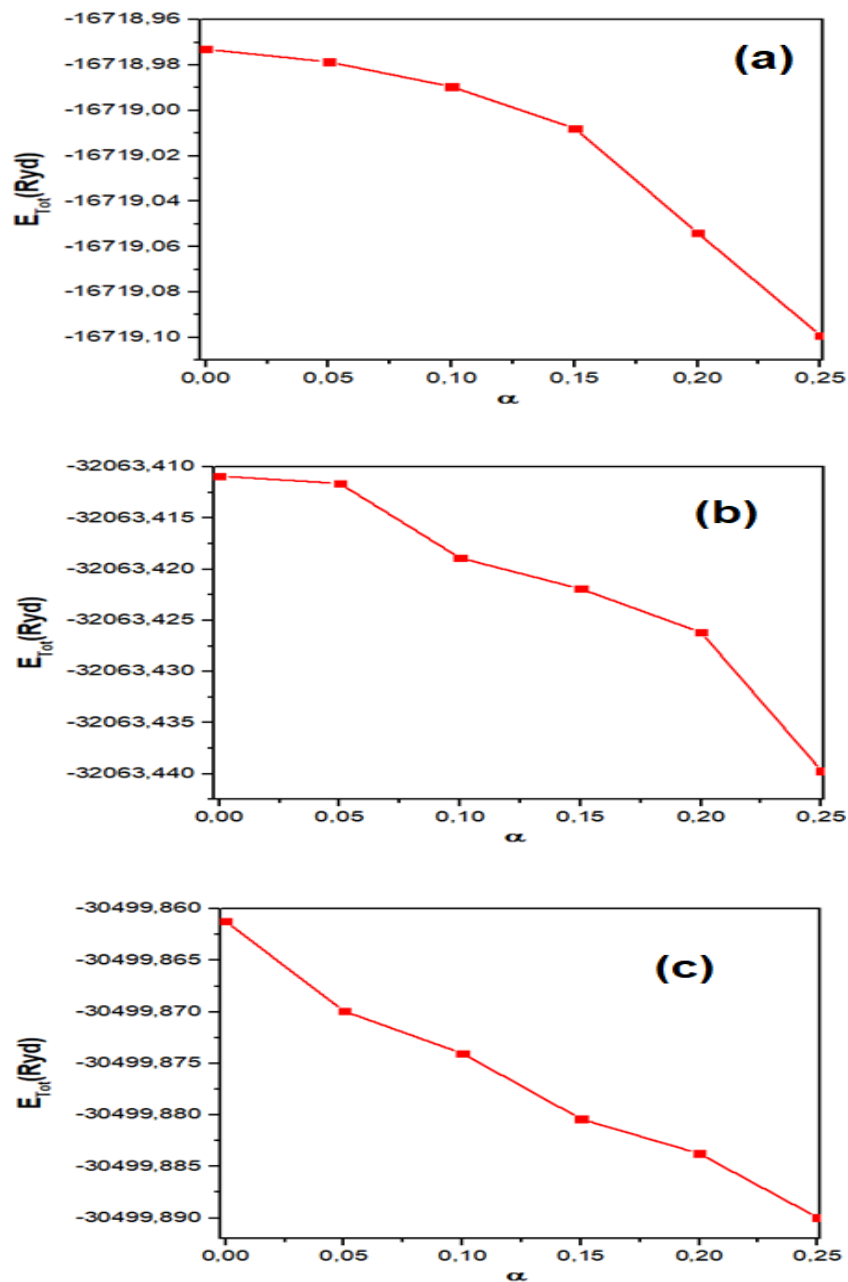 -16718,96
-16718,98
-16719,00
-16719,02
-16719,04
-16719,06
-16719,08
-16719,10
E_Tot(Ryd)
(a)
0,00 0,05 0,10 0,15 0,20 0,25
α
-32063,410
-32063,415
-32063,420
-32063,425
-32063,430
-32063,435
-32063,440
E_Tot(Ryd)
(b)
0,00 0,05 0,10 0,15 0,20 0,25
α
-30499,860
-30499,865
-30499,870
-30499,875
-30499,880
-30499,885
-30499,890
E_Tot(Ryd)
(c)
0,00 0,05 0,10 0,15 0,20 0,25
α